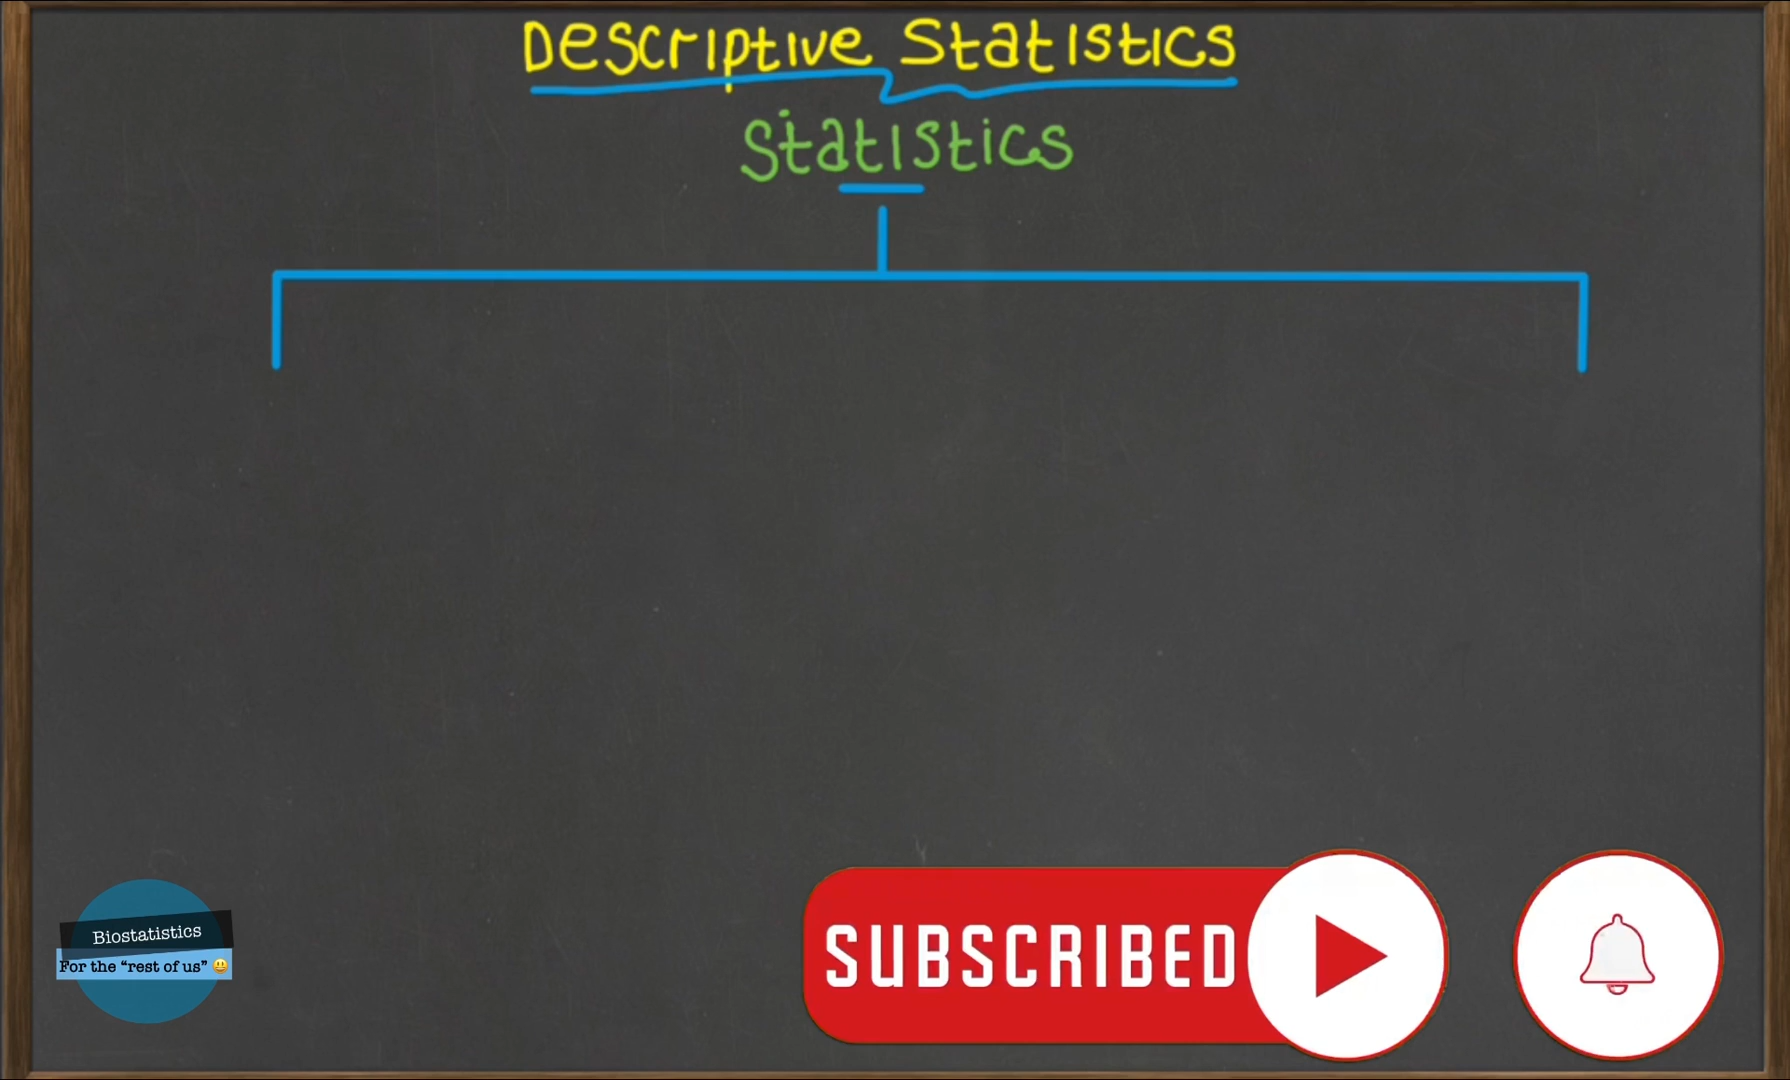 Descriptive Statistics
Statistics
SUBSCRIBED
Biostatistics
For the “rest of us” 😃